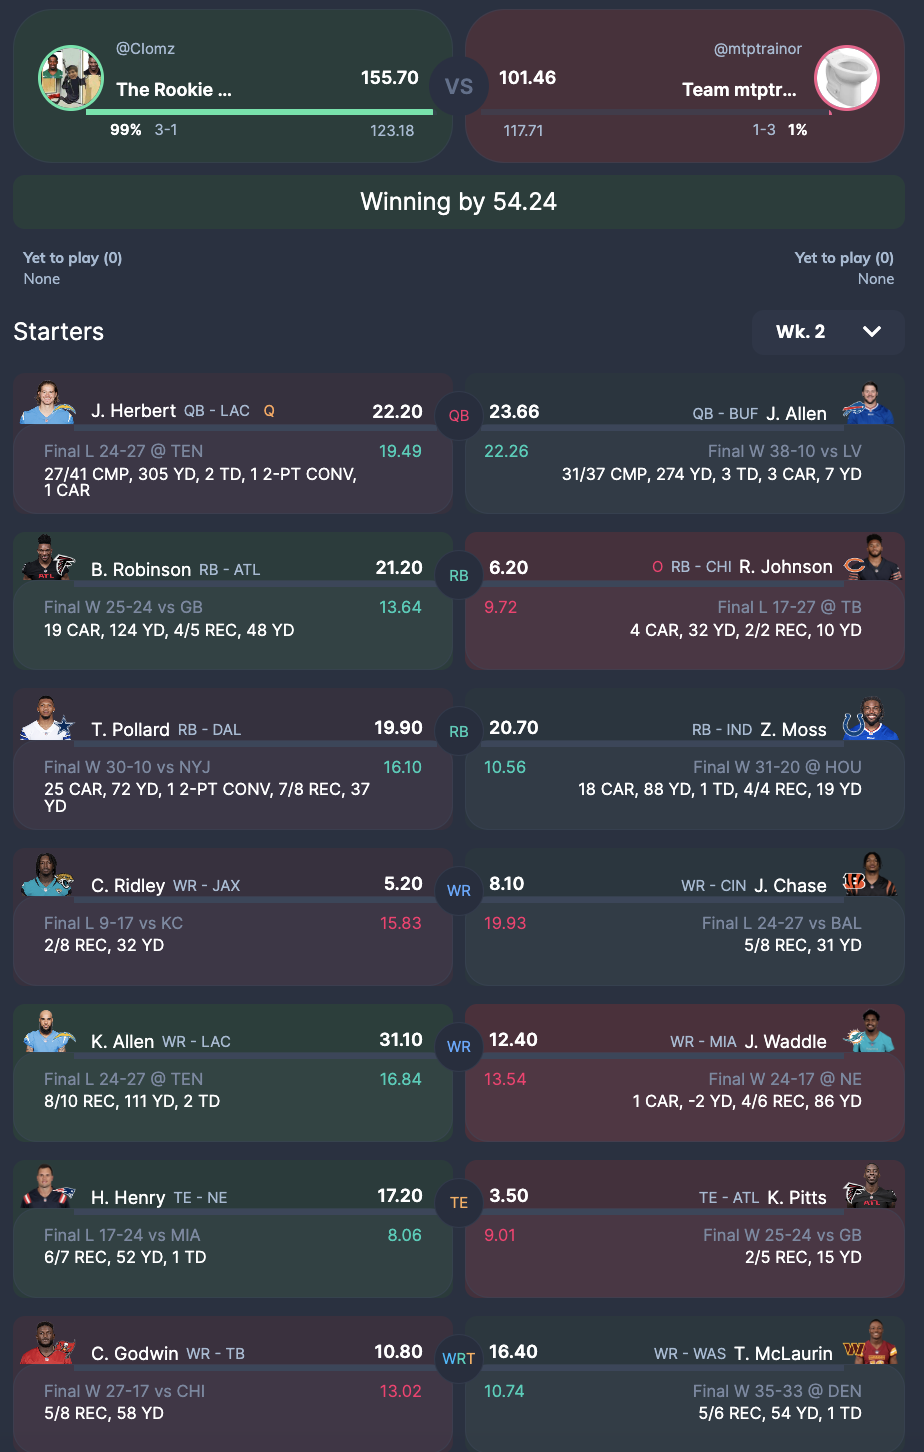 @Clomz
@mtptrainor
The Rookie ...
155.70
VS
101.46
Team mtptr...
99% 3-1
123.18
117.71
1-3 1%
Winning by 54.24
Yet to play (0)
Yet to play (0)
None
None
Starters
Wk. 2
J. Herbert QB - LAC Q
22.20
QB
23.66
QB - BUF J. Allen
Final L 24-27 @ TEN
19.49
22.26
Final W 38-10 vs LV
27/41 CMP, 305 YD, 2 TD, 1 2-PT CONV,
1 CAR
31/37 CMP, 274 YD, 3 TD, 3 CAR, 7 YD
B. Robinson RB - ATL
21.20
RB
6.20
O RB - CHI R. Johnson
Final W 25-24 vs GB
13.64
9.72
Final L 17-27 @ TB
19 CAR, 124 YD, 4/5 REC, 48 YD
4 CAR, 32 YD, 2/2 REC, 10 YD
T. Pollard RB - DAL
19.90
RB
20.70
RB - IND Z. Moss
Final W 30-10 vs NYJ
16.10
10.56
Final W 31-20 @ HOU
25 CAR, 72 YD, 1 2-PT CONV, 7/8 REC, 37
YD
18 CAR, 88 YD, 1 TD, 4/4 REC, 19 YD
C. Ridley WR - JAX
5.20
WR
8.10
WR - CIN J. Chase
Final L 9-17 vs KC
15.83
19.93
Final L 24-27 vs BAL
2/8 REC, 32 YD
5/8 REC, 31 YD
K. Allen WR - LAC
31.10
WR
12.40
WR - MIA J. Waddle
Final L 24-27 @ TEN
16.84
13.54
Final W 24-17 @ NE
8/10 REC, 111 YD, 2 TD
1 CAR, -2 YD, 4/6 REC, 86 YD
H. Henry TE - NE
17.20
TE
3.50
TE - ATL K. Pitts
Final L 17-24 vs MIA
8.06
9.01
Final W 25-24 vs GB
6/7 REC, 52 YD, 1 TD
2/5 REC, 15 YD
C. Godwin WR - TB
10.80
WRT
16.40
WR - WAS T. McLaurin
Final W 27-17 vs CHI
13.02
10.74
Final W 35-33 @ DEN
5/8 REC, 58 YD
5/6 REC, 54 YD, 1 TD